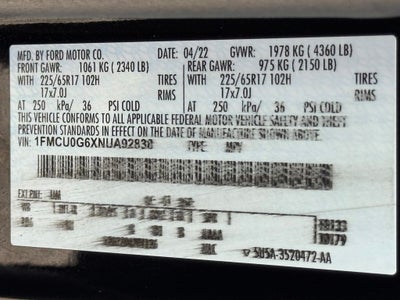 MFD. BY FORD MOTOR CO. 04/22 GVWR: 1978 KG (4360 LB)
FRONT GAWR: 1061 KG (2340 LB) REAR GAWR: 975 KG (2150 LB)
WITH 225/65R17 102H TIRES WITH 225/65R17 102H TIRES
17x7.0J RIMS 17x7.0J RIMS
AT 250 kPa/ 36 PSI COLD AT 250 kPa/ 36 PSI COLD
THIS VEHICLE CONFORMS TO ALL APPLICABLE FEDERAL MOTOR VEHICLE SAFETY AND THEFT
PREVENTION STANDARDS IN EFFECT ON THE DATE OF MANUFACTURE SHOWN ABOVE.
VIN: 1FMCU0G6XNUA92830 TYPE: MPV
EXT PNT:
5U5A-3520472-AA